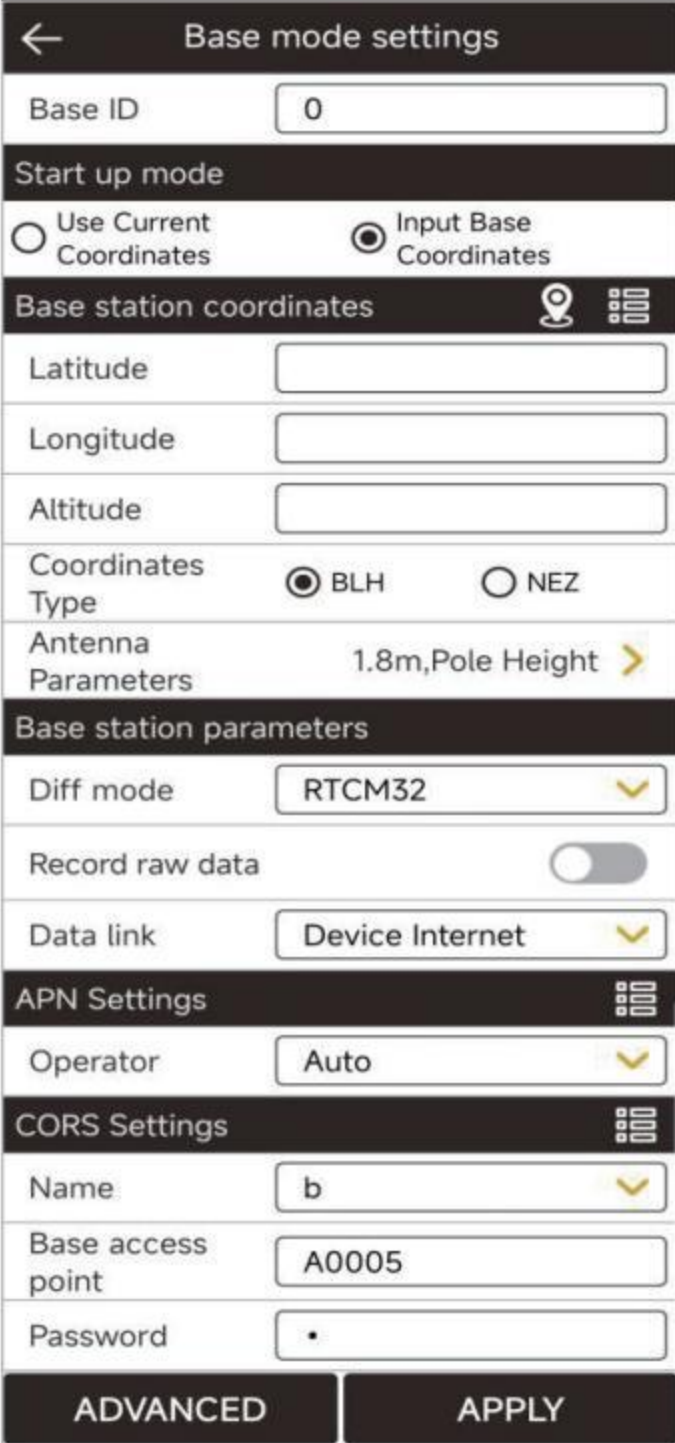 Base mode settings
Base ID 0
Start up mode
Use Current Input Base
Coordinates Coordinates
Base station coordinates
Latitude
Longitude
Altitude
Coordinates
Type BLH NEZ
Antenna
Parameters 1.8m,Pole Height
Base station parameters
Diff mode RTCM32
Record raw data
Data link Device Internet
APN Settings
Operator Auto
CORS Settings
Name b
Base access
point A0005
Password •
ADVANCED APPLY